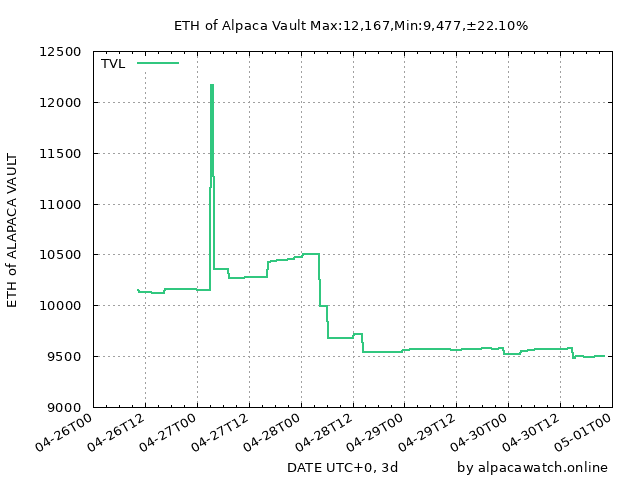 ETH of Alpaca Vault Max:12,167,Min:9,477,±22.10%
TVL
12500
12000
11500
11000
10500
10000
9500
9000
ETH of ALAPACA VAULT
04-26T00
04-26T12
04-27T00
04-27T12
04-28T00
04-28T12
04-29T00
04-29T12
04-30T00
04-30T12
05-01T00
DATE UTC+0, 3d
by alpacawatch.online